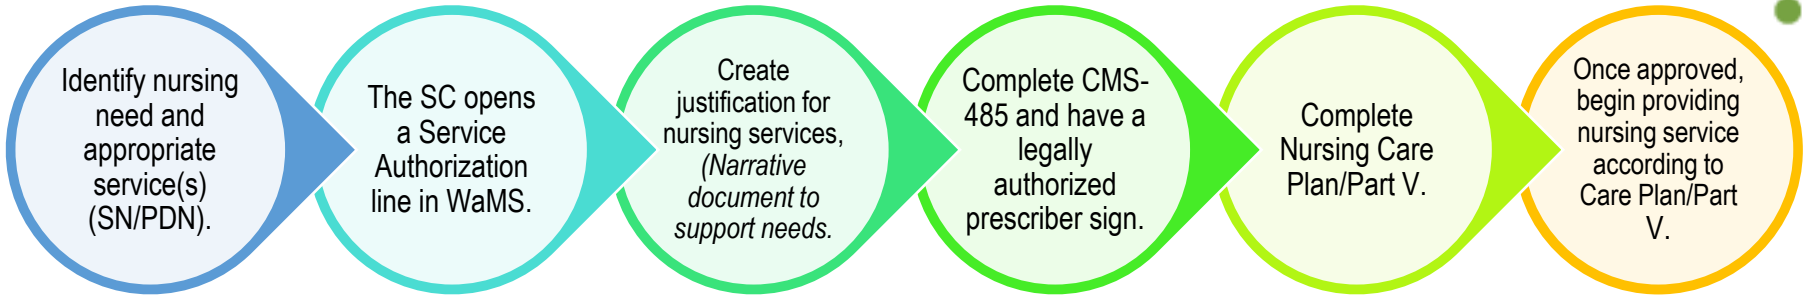 Identify nursing
need and
appropriate
service(s)
(SN/PDN).
The SC opens
a Service
Authorization
line in WaMS.
Create
justification for
nursing services,
(Narrative
document to
support needs.
Complete CMS-
485 and have a
legally
authorized
prescriber sign.
Complete
Nursing Care
Plan/Part V.
Once approved,
begin providing
nursing service
according to
Care Plan/Part
V.